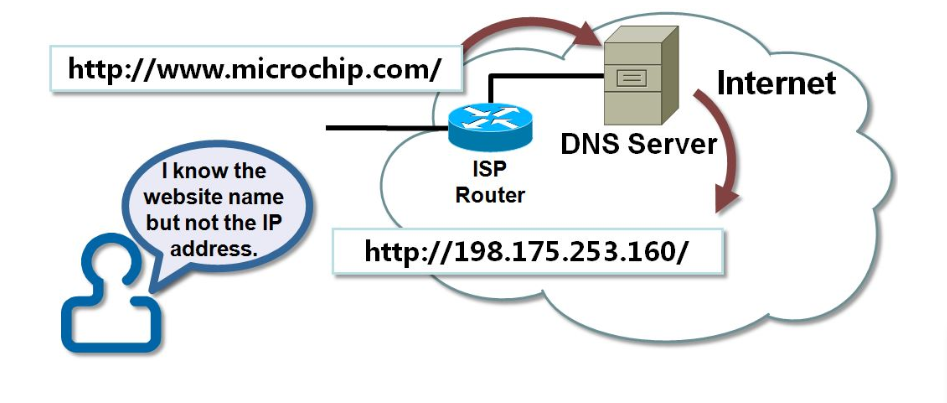 http://www.microchip.com/
Internet
DNS Server
ISP
Router
I know the
website name
but not the IP
address.
http://198.175.253.160/